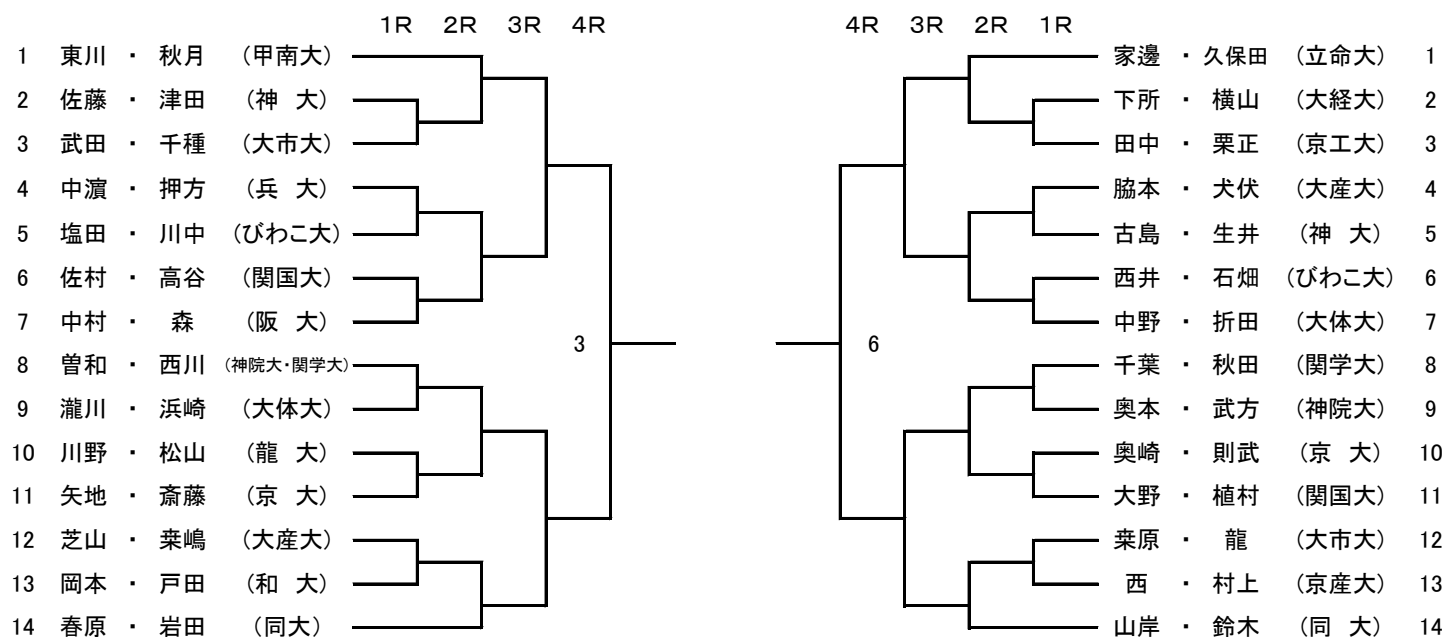 1R 2R 3R 4R 4R 3R 2R 1R
1 東川 ・ 秋月 (甲南大) 家邊 ・ 久保田 (立命大) 1
2 佐藤 ・ 津田 (神 大) 下所 ・ 横山 (大経大) 2
3 武田 ・ 千種 (大市大) 田中 ・ 栗正 (京工大) 3
4 中濵 ・ 押方 (兵 大) 脇本 ・ 犬伏 (大産大) 4
5 塩田 ・ 川中 (びわこ大) 古島 ・ 生井 (神 大) 5
6 佐村 ・ 高谷 (関国大) 西井 ・ 石畑 (びわこ大) 6
7 中村 ・ 森 (阪 大) 中野 ・ 折田 (大体大) 7
3 6
8 曽和 ・ 西川 (神院大・関学大) 千葉 ・ 秋田 (関学大) 8
9 瀧川 ・ 浜崎 (大体大) 奥本 ・ 武方 (神院大) 9
10 川野 ・ 松山 (龍 大) 奥崎 ・ 則武 (京 大) 10
11 矢地 ・ 斎藤 (京 大) 大野 ・ 植村 (関国大) 11
12 芝山 ・ 桒嶋 (大産大) 桒原 ・ 龍 (大市大) 12
13 岡本 ・ 戸田 (和 大) 西 ・ 村上 (京産大) 13
14 春原 ・ 岩田 (同大) 山岸 ・ 鈴木 (同 大) 14